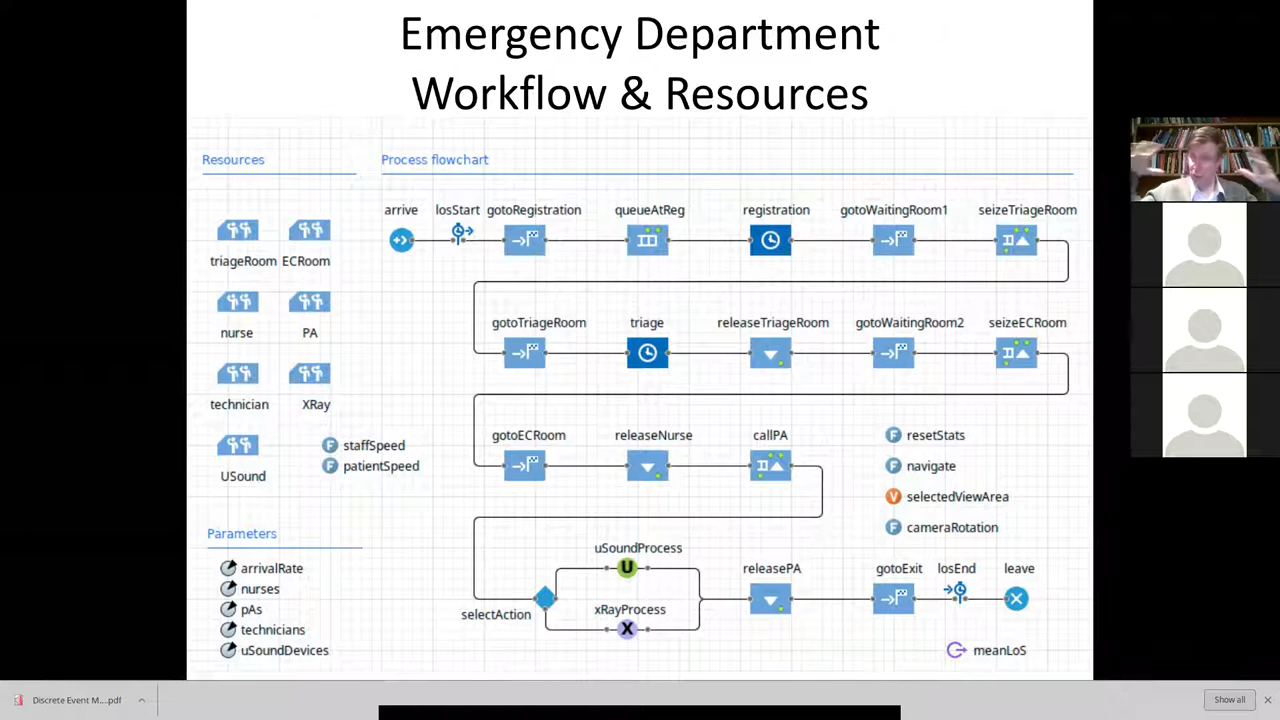 Emergency Department
Workflow & Resources
Resources
Process flowchart
arrive losStart gotoRegistration queueAtReg registration gotoWaitingRoom1 seizeTriageRoom
triageRoom ECRoom
gotoTriageRoom triage releaseTriageRoom gotoWaitingRoom2 seizeECRoom
nurse PA
technician XRay
gotoECRoom releaseNurse callPA
resetStats
staffSpeed
patientSpeed
navigate
USound
selectedViewArea
cameraRotation
Parameters
uSoundProcess
U
releasePA gotoExit losEnd leave
selectAction
xRayProcess
X
arrivalRate
nurses
pAs
technicians
uSoundDevices
meanLoS
Discrete Event M....pdf
Show all